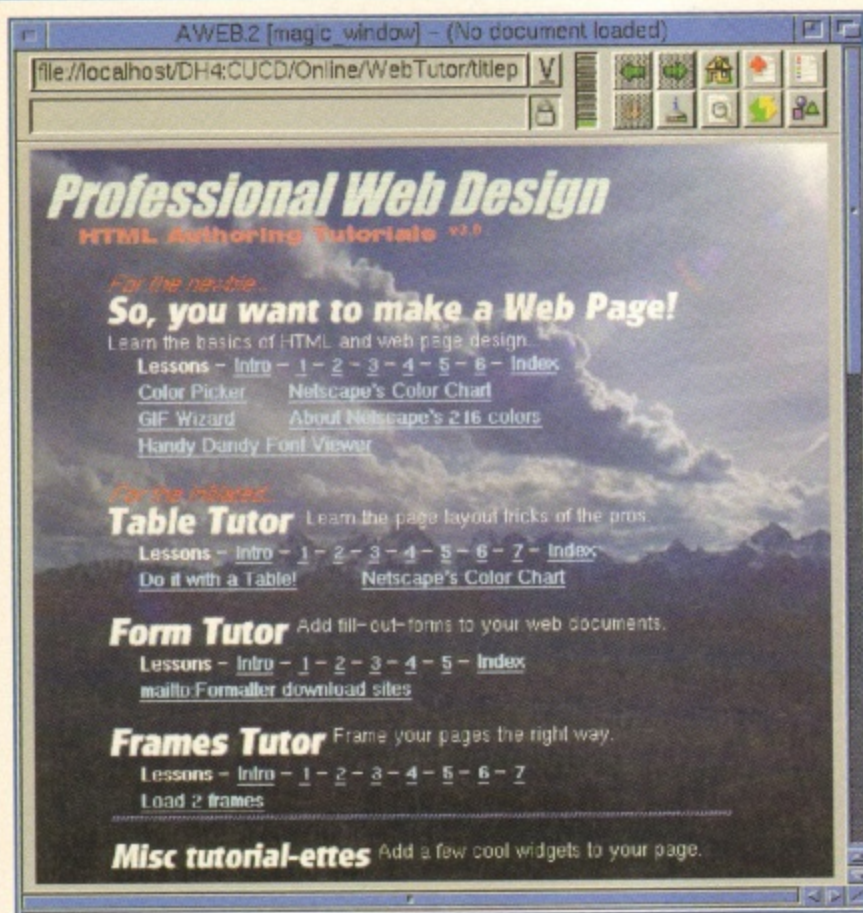 AWEB.2 [magic_window] - (No document loaded)
file://localhost/DH4:CUCD/Online/WebTutor/titlep
Professional Web Design
HTML Authoring Tutorials v3.0
For the newbie...
So, you want to make a Web Page!
Learn the basics of HTML and web page design.
Lessons - Intro - 1 - 2 - 3 - 4 - 5 - 6 - Index
Color Picker Netscape's Color Chart
GIF Wizard About Netscape's 216 colors
Handy Dandy Font Viewer
For the initiated...
Table Tutor Learn the page layout tricks of the pros.
Lessons - Intro - 1 - 2 - 3 - 4 - 5 - 6 - 7 - Index
Do it with a Table! Netscape's Color Chart
Form Tutor Add fill-out-forms to your web documents.
Lessons - Intro - 1 - 2 - 3 - 4 - 5 - Index
mailto:Formaller download sites
Frames Tutor Frame your pages the right way.
Lessons - Intro - 1 - 2 - 3 - 4 - 5 - 6 - 7
Load 2 frames
Misc tutorial-ettes Add a few cool widgets to your page.